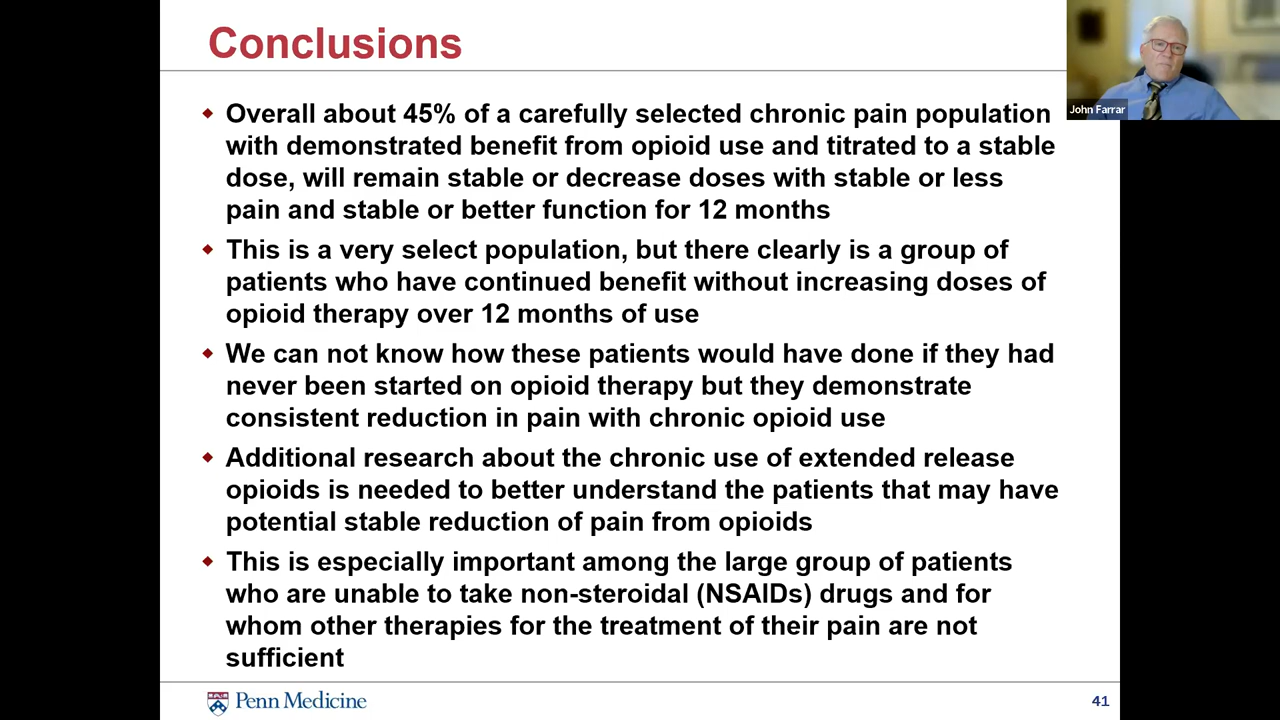 Conclusions
John Farrar
Overall about 45% of a carefully selected chronic pain population
with demonstrated benefit from opioid use and titrated to a stable
dose, will remain stable or decrease doses with stable or less
pain and stable or better function for 12 months
This is a very select population, but there clearly is a group of
patients who have continued benefit without increasing doses of
opioid therapy over 12 months of use
We can not know how these patients would have done if they had
never been started on opioid therapy but they demonstrate
consistent reduction in pain with chronic opioid use
Additional research about the chronic use of extended release
opioids is needed to better understand the patients that may have
potential stable reduction of pain from opioids
This is especially important among the large group of patients
who are unable to take non-steroidal (NSAIDs) drugs and for
whom other therapies for the treatment of their pain are not
sufficient
Penn Medicine
41